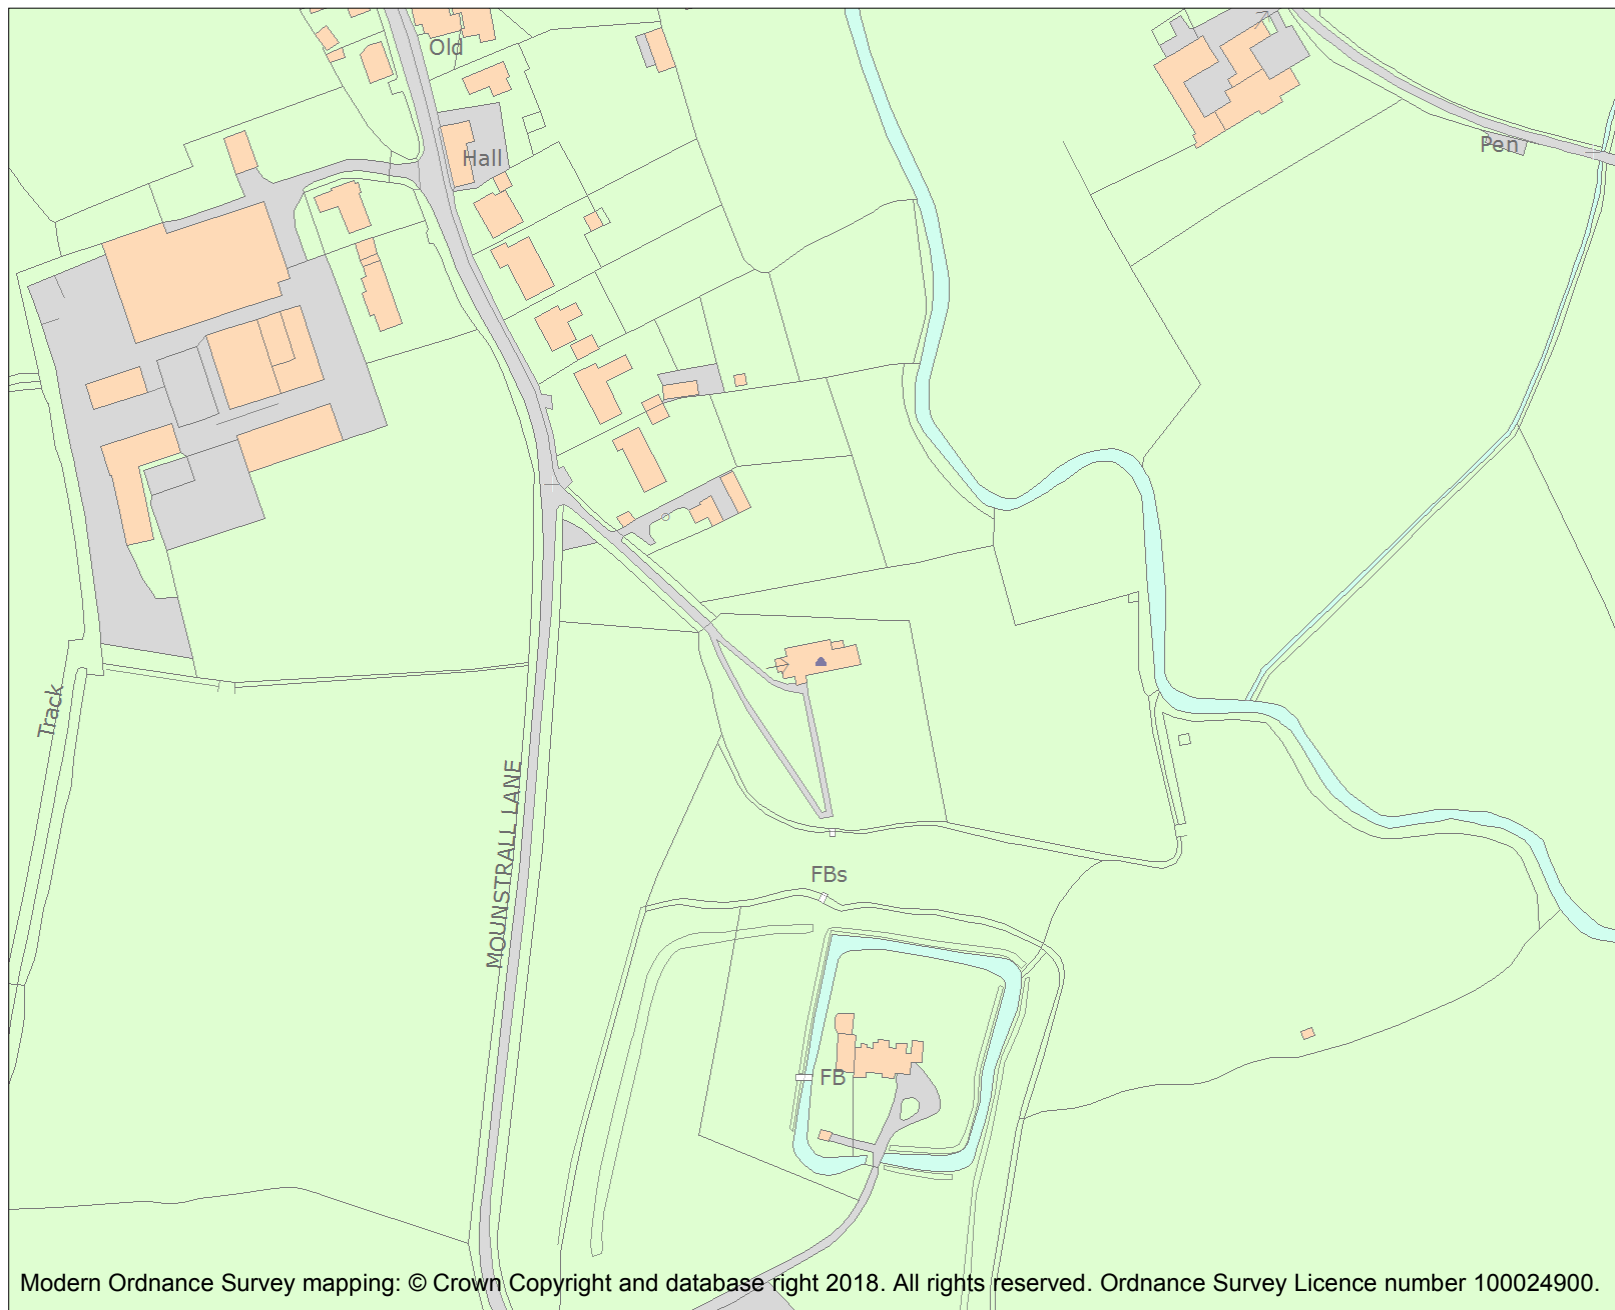 Old
Hall
Pen
Track
MOUNSTRALL LANE
FBs
FB
Modern Ordnance Survey mapping: © Crown Copyright and database right 2018. All rights reserved. Ordnance Survey Licence number 100024900.